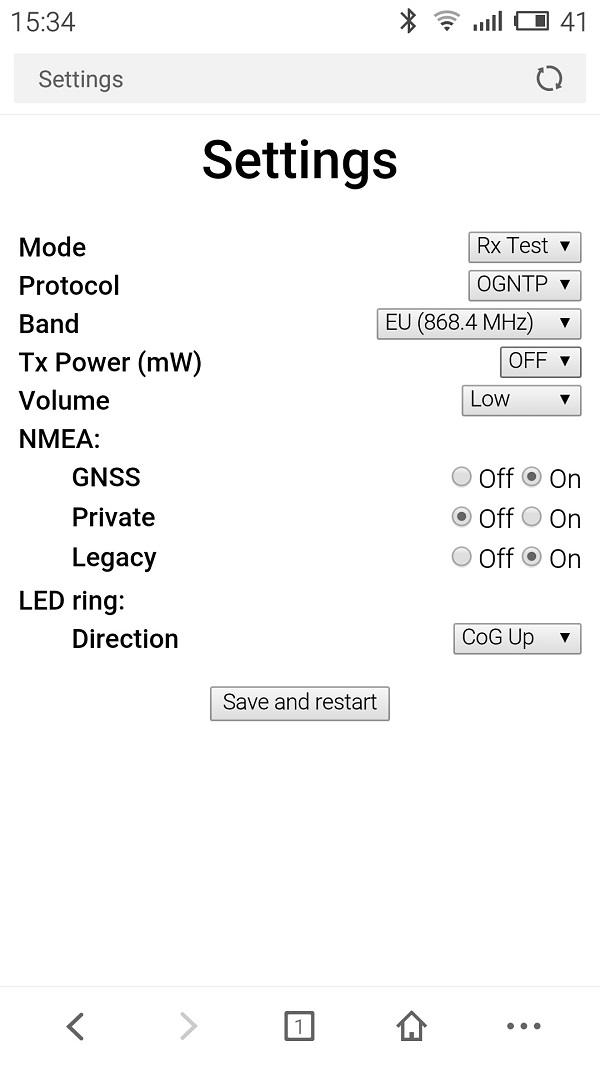 15:34 41
Settings
Settings
Mode Rx Test
Protocol OGNTP
Band EU (868.4 MHz)
Tx Power (mW) OFF
Volume Low
NMEA:
GNSS Off On
Private Off On
Legacy Off On
LED ring:
Direction CoG Up
Save and restart
1